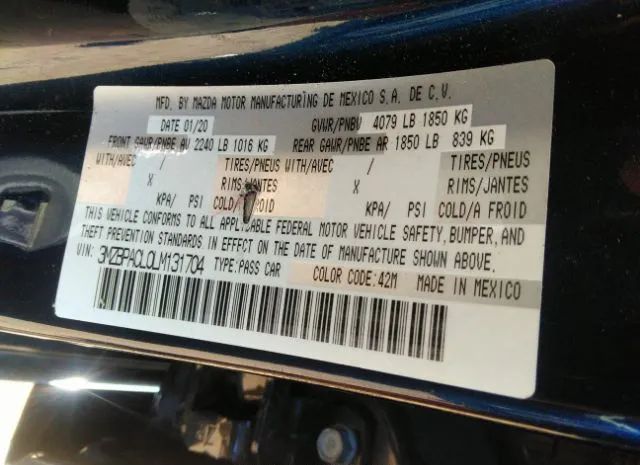 MFD. BY MAZDA MOTOR MANUFACTURING DE MEXICO S.A. DE C.V.
DATE 01/20 GVWR/PNBV 4079 LB 1850 KG
FRONT GAWR/PNBE AV 2240 LB 1016 KG REAR GAWR/PNBE AR 1850 LB 839 KG
WITH/AVEC / TIRES/PNEUS WITH/AVEC / TIRES/PNEUS
X RIMS/JANTES X RIMS/JANTES
KPA/ PSI COLD/A FROID KPA/ PSI COLD/A FROID
THIS VEHICLE CONFORMS TO ALL APPLICABLE FEDERAL MOTOR VEHICLE SAFETY, BUMPER, AND
THEFT PREVENTION STANDARDS IN EFFECT ON THE DATE OF MANUFACTURE SHOWN ABOVE.
VIN: 3MZBPACL0LM131704 TYPE: PASS CAR COLOR CODE: 42M MADE IN MEXICO